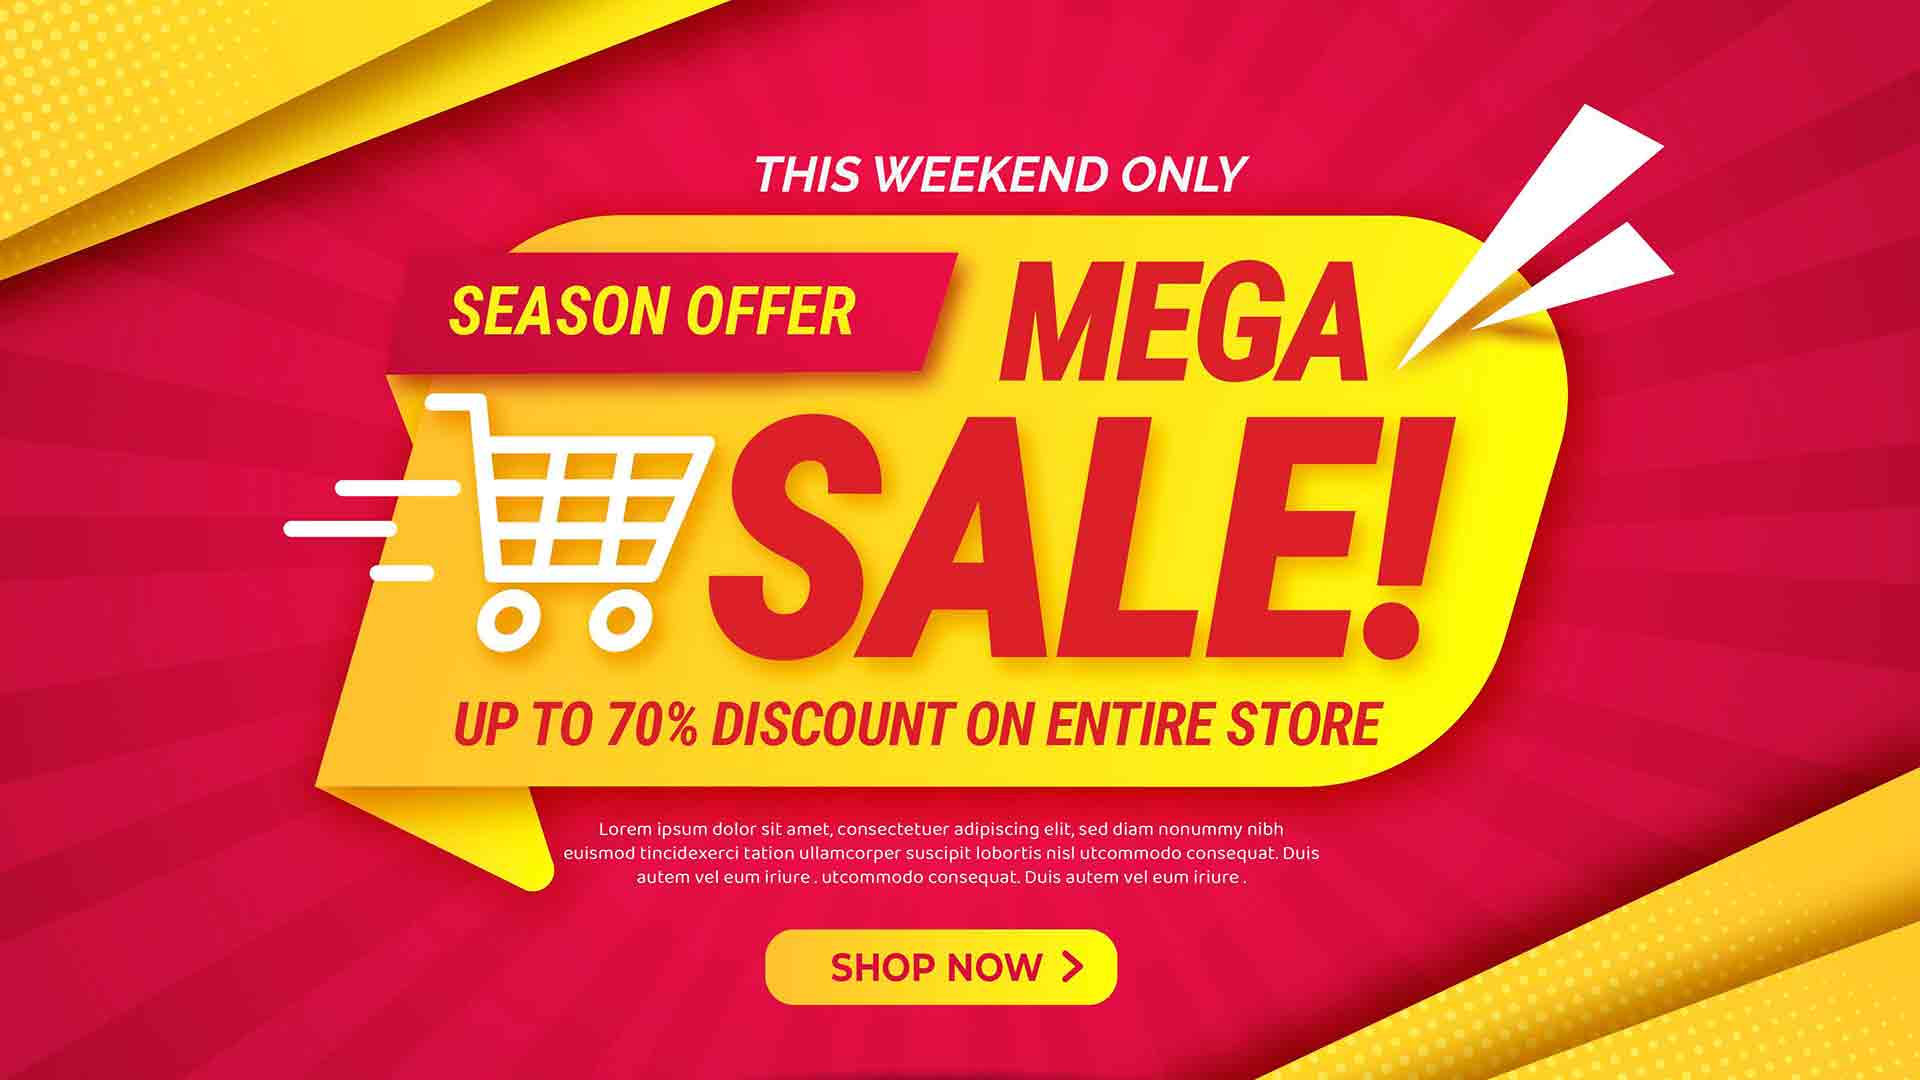 THIS WEEKEND ONLY
SEASON OFFER
MEGA
SALE!
UP TO 70% DISCOUNT ON ENTIRE STORE
Lorem ipsum dolor sit amet, consectetuer adipiscing elit, sed diam nonummy nibh
euismod tincidexerci tation ullamcorper suscipit lobortis nisl utcommodo consequat. Duis
autem vel eum iriure . utcommodo consequat. Duis autem vel eum iriure .
SHOP NOW